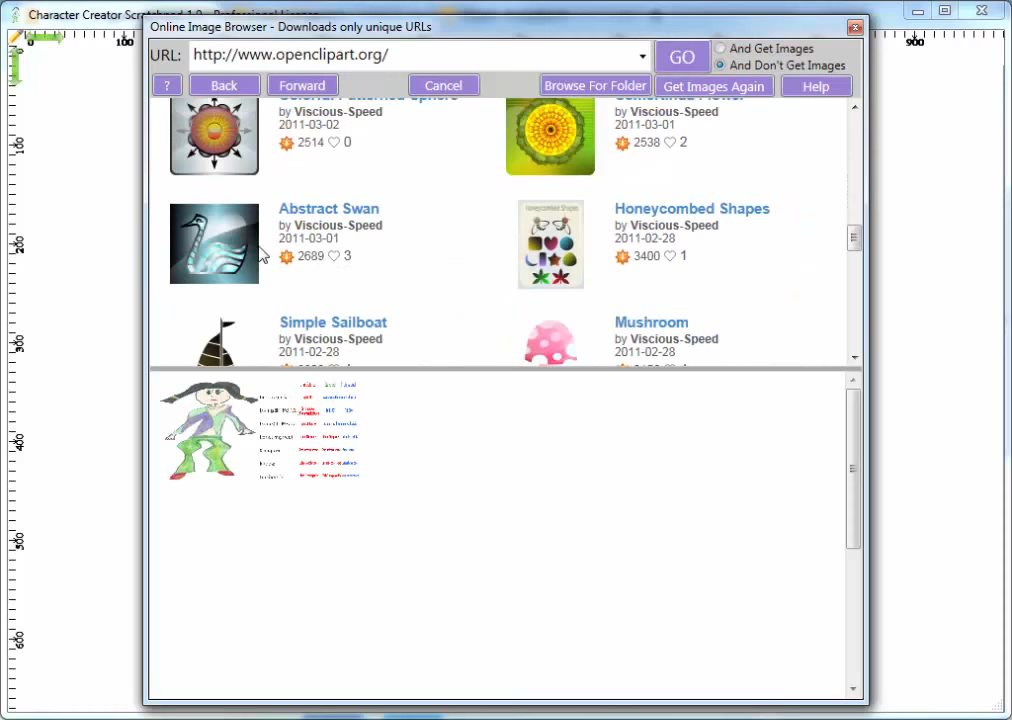 Character Creator Scratchpad 1.0 - Professional License
Online Image Browser - Downloads only unique URLs
URL: http://www.openclipart.org/
GO
And Get Images
And Don't Get Images
? Back Forward Cancel Browse For Folder Get Images Again Help
0 100 900
0
100
200
300
400
500
600
by Viscious-Speed
2011-03-02
2514 0
by Viscious-Speed
2011-03-01
2538 2
Abstract Swan
by Viscious-Speed
2011-03-01
2689 3
Honeycombed Shapes
by Viscious-Speed
2011-02-28
3400 1
Honeycombed Shapes
Simple Sailboat
by Viscious-Speed
2011-02-28
Mushroom
by Viscious-Speed
2011-02-28